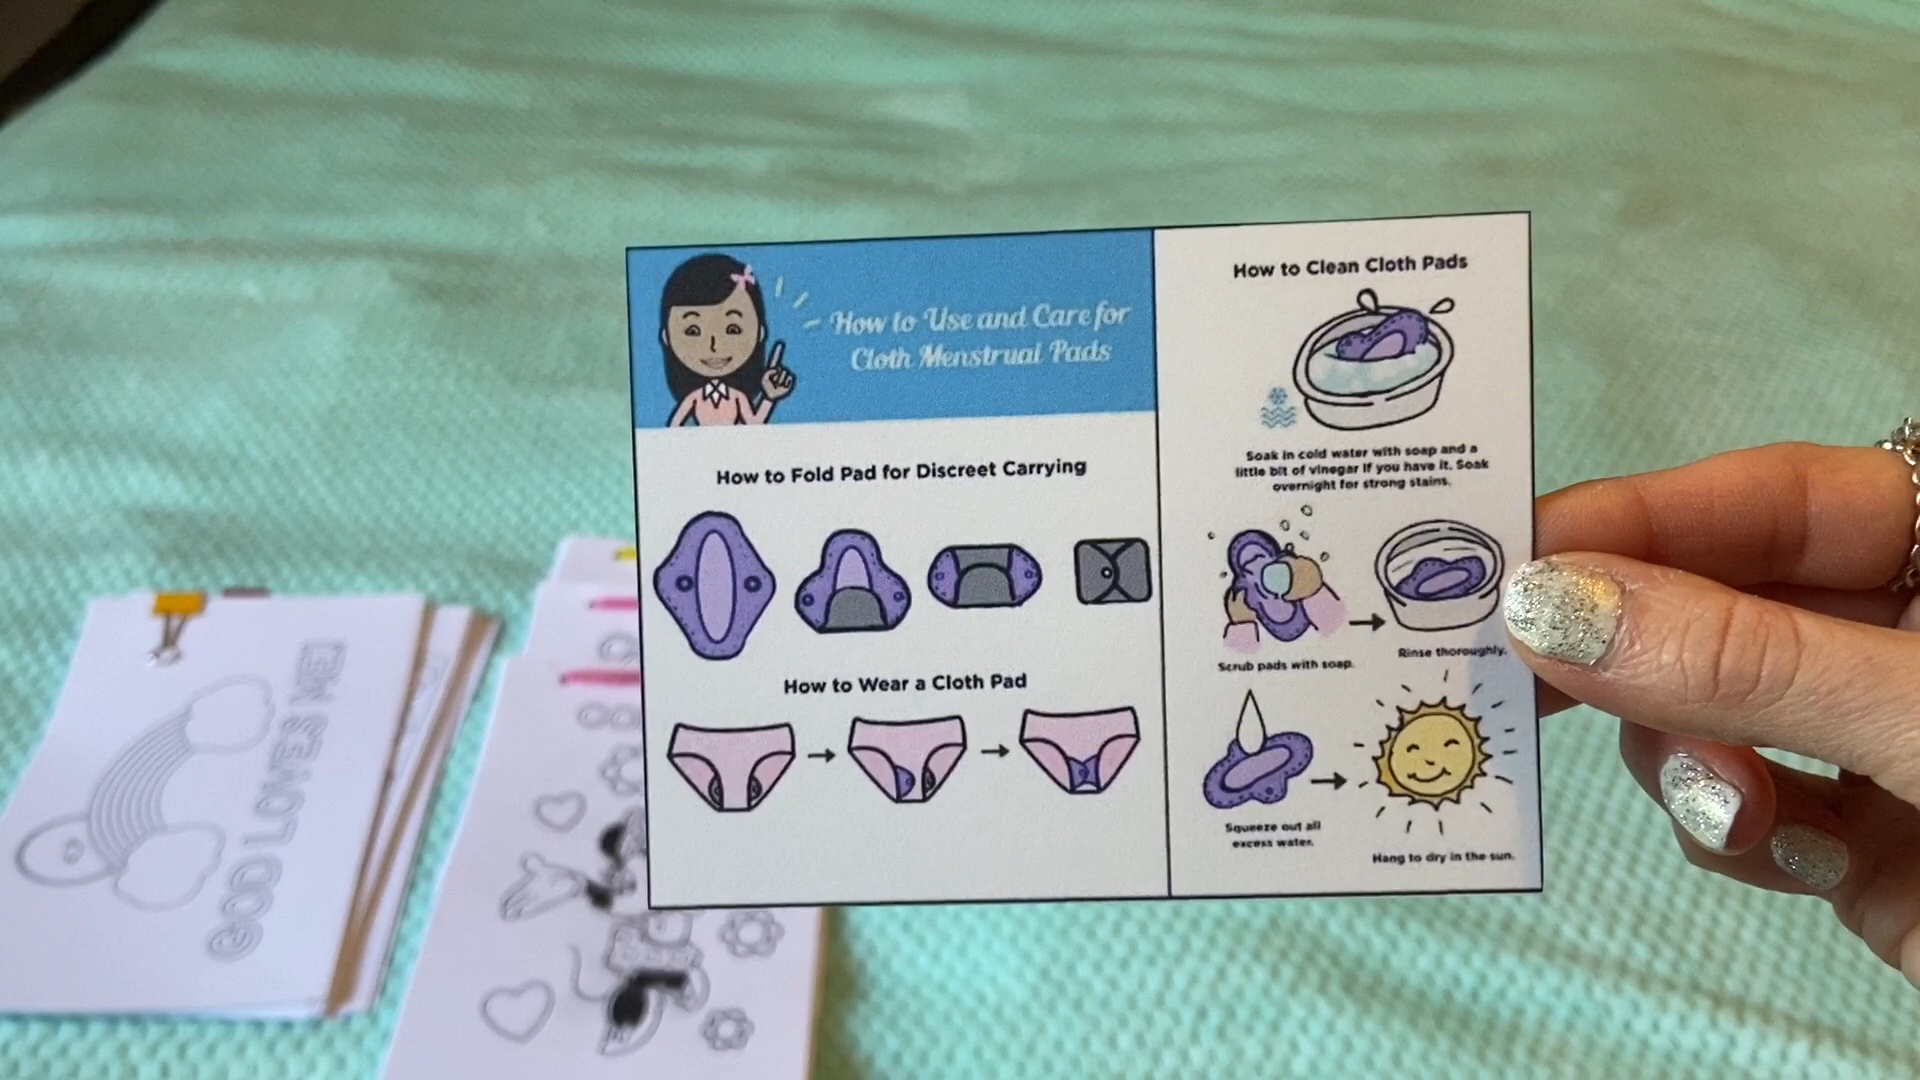 How to Use and Care for
Cloth Menstrual Pads
How to Fold Pad for Discreet Carrying
How to Wear a Cloth Pad
How to Clean Cloth Pads
Soak in cold water with soap and a
little bit of vinegar if you have it. Soak
overnight for strong stains.
Scrub pads with soap.
Rinse thoroughly.
Squeeze out all
excess water.
Hang to dry in the sun.
GOD LOVES ME!